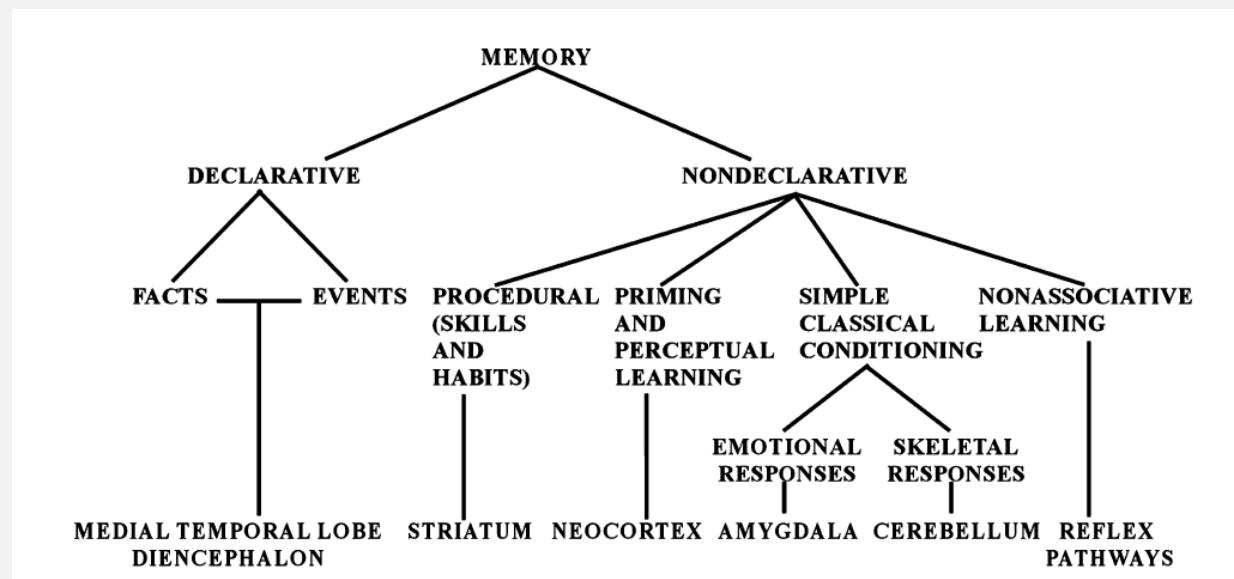 MEMORY
DECLARATIVE
NONDECLARATIVE
FACTS
EVENTS
PROCEDURAL
(SKILLS
AND
HABITS)
PRIMING
AND
PERCEPTUAL
LEARNING
SIMPLE
CLASSICAL
CONDITIONING
NONASSOCIATIVE
LEARNING
EMOTIONAL
RESPONSES
SKELETAL
RESPONSES
MEDIAL TEMPORAL LOBE
DIENCEPHALON
STRIATUM
NEOCORTEX
AMYGDALA
CEREBELLUM
REFLEX
PATHWAYS